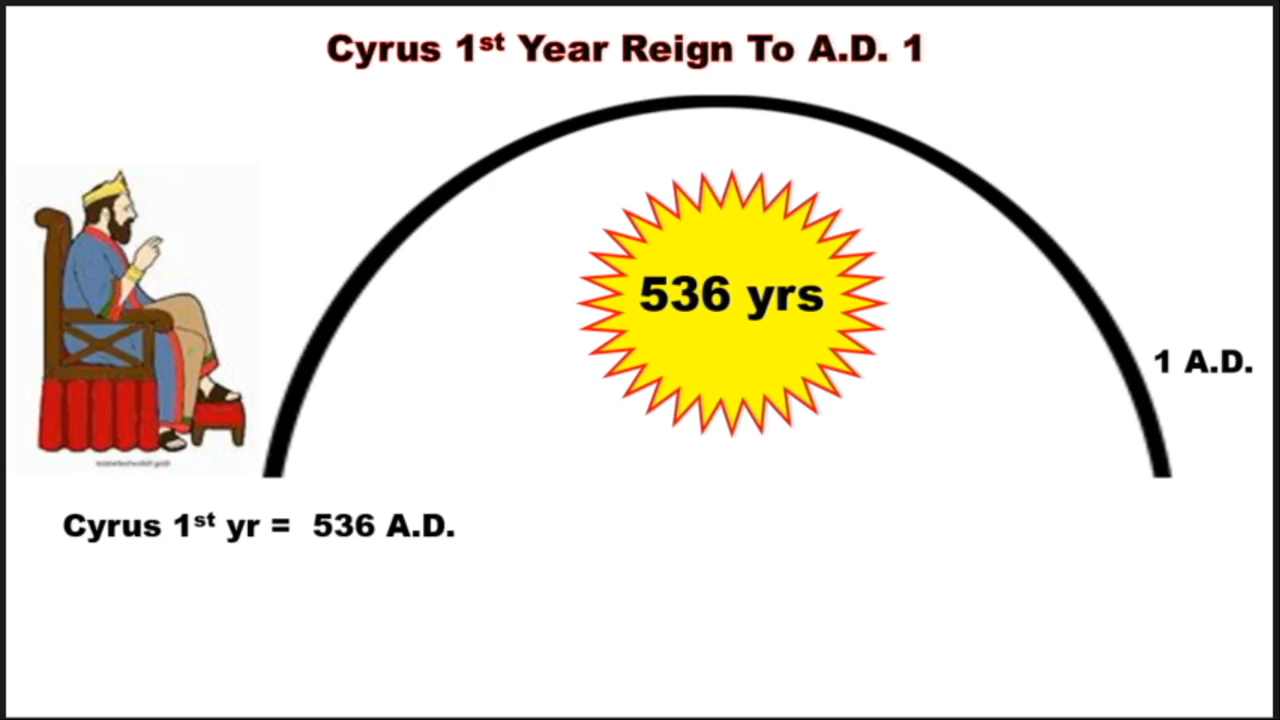 Cyrus 1st Year Reign To A.D. 1
536 yrs
1 A.D.
Cyrus 1st yr = 536 A.D.